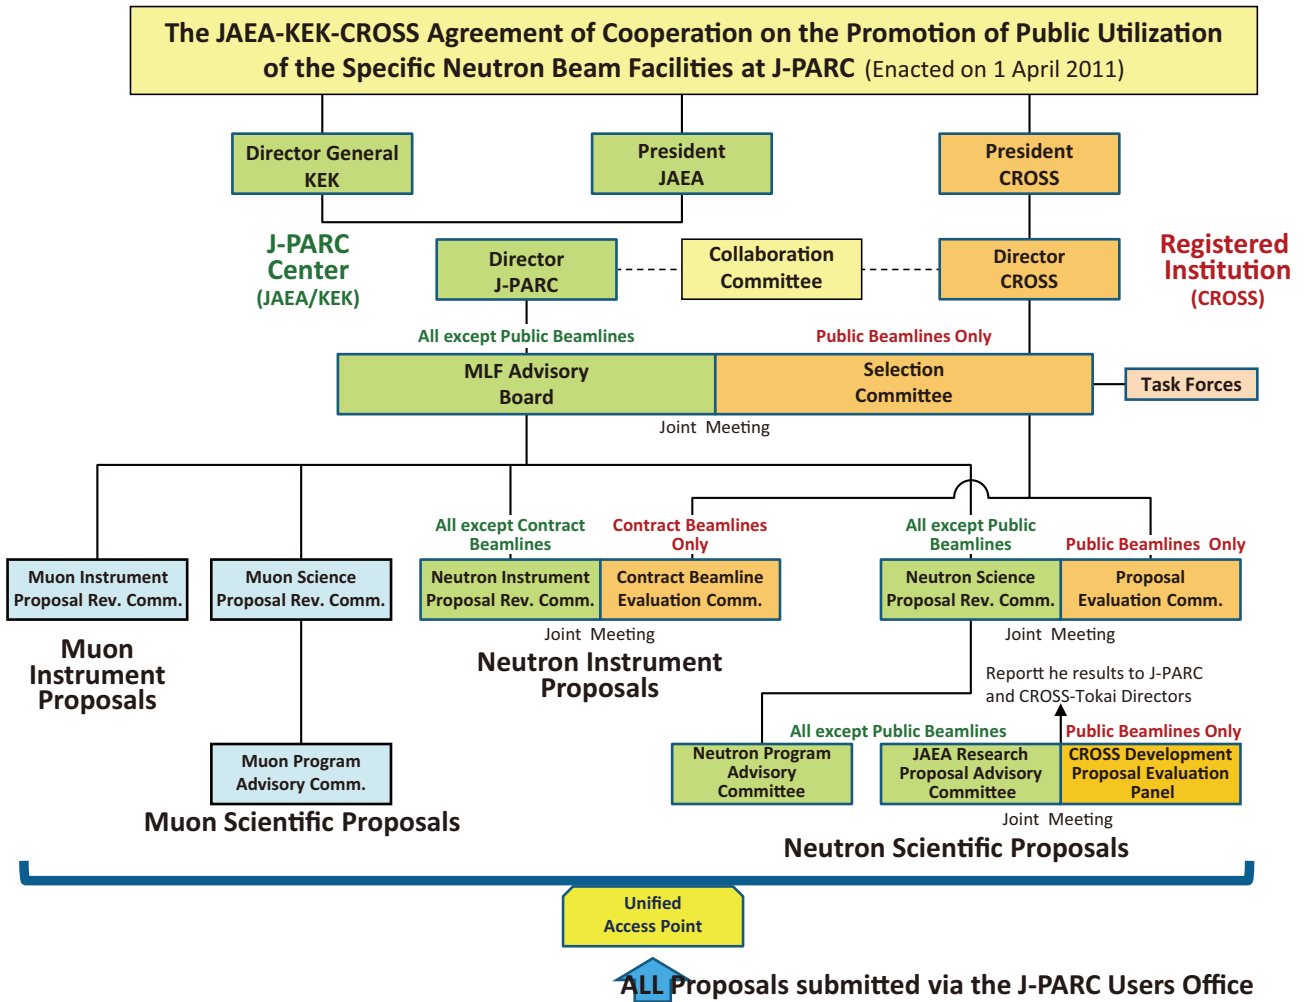 The JAEA-KEK-CROSS Agreement of Cooperation on the Promotion of Public Utilization
of the Specific Neutron Beam Facilities at J-PARC (Enacted on 1 April 2011)
Director General
KEK
President
JAEA
President
CROSS
J-PARC
Center
(JAEA/KEK)
Director
J-PARC
Collaboration
Committee
Director
CROSS
Registered
Institution
(CROSS)
All except Public Beamlines
Public Beamlines Only
MLF Advisory
Board
Selection
Committee
Task Forces
Joint Meeting
All except Contract
Beamlines
Contract Beamlines
Only
All except Public
Beamlines
Public Beamlines Only
Muon Instrument
Proposal Rev. Comm.
Muon Science
Proposal Rev. Comm.
Neutron Instrument
Proposal Rev. Comm.
Contract Beamline
Evaluation Comm.
Neutron Science
Proposal Rev. Comm.
Proposal
Evaluation Comm.
Joint Meeting
Joint Meeting
Muon
Instrument
Proposals
Neutron Instrument
Proposals
Reportt he results to J-PARC
and CROSS-Tokai Directors
All except Public Beamlines
Public Beamlines Only
Muon Program
Advisory Comm.
Neutron Program
Advisory
Committee
JAEA Research
Proposal Advisory
Committee
CROSS Development
Proposal Evaluation
Panel
Joint Meeting
Muon Scientific Proposals
Neutron Scientific Proposals
Unified
Access Point
ALL Proposals submitted via the J-PARC Users Office